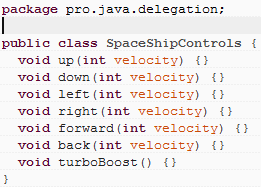 package pro.java.delegation;
public class SpaceShipControls {
void up(int velocity) {}
void down(int velocity) {}
void left(int velocity) {}
void right(int velocity) {}
void forward(int velocity) {}
void back(int velocity) {}
void turboBoost() {}
}